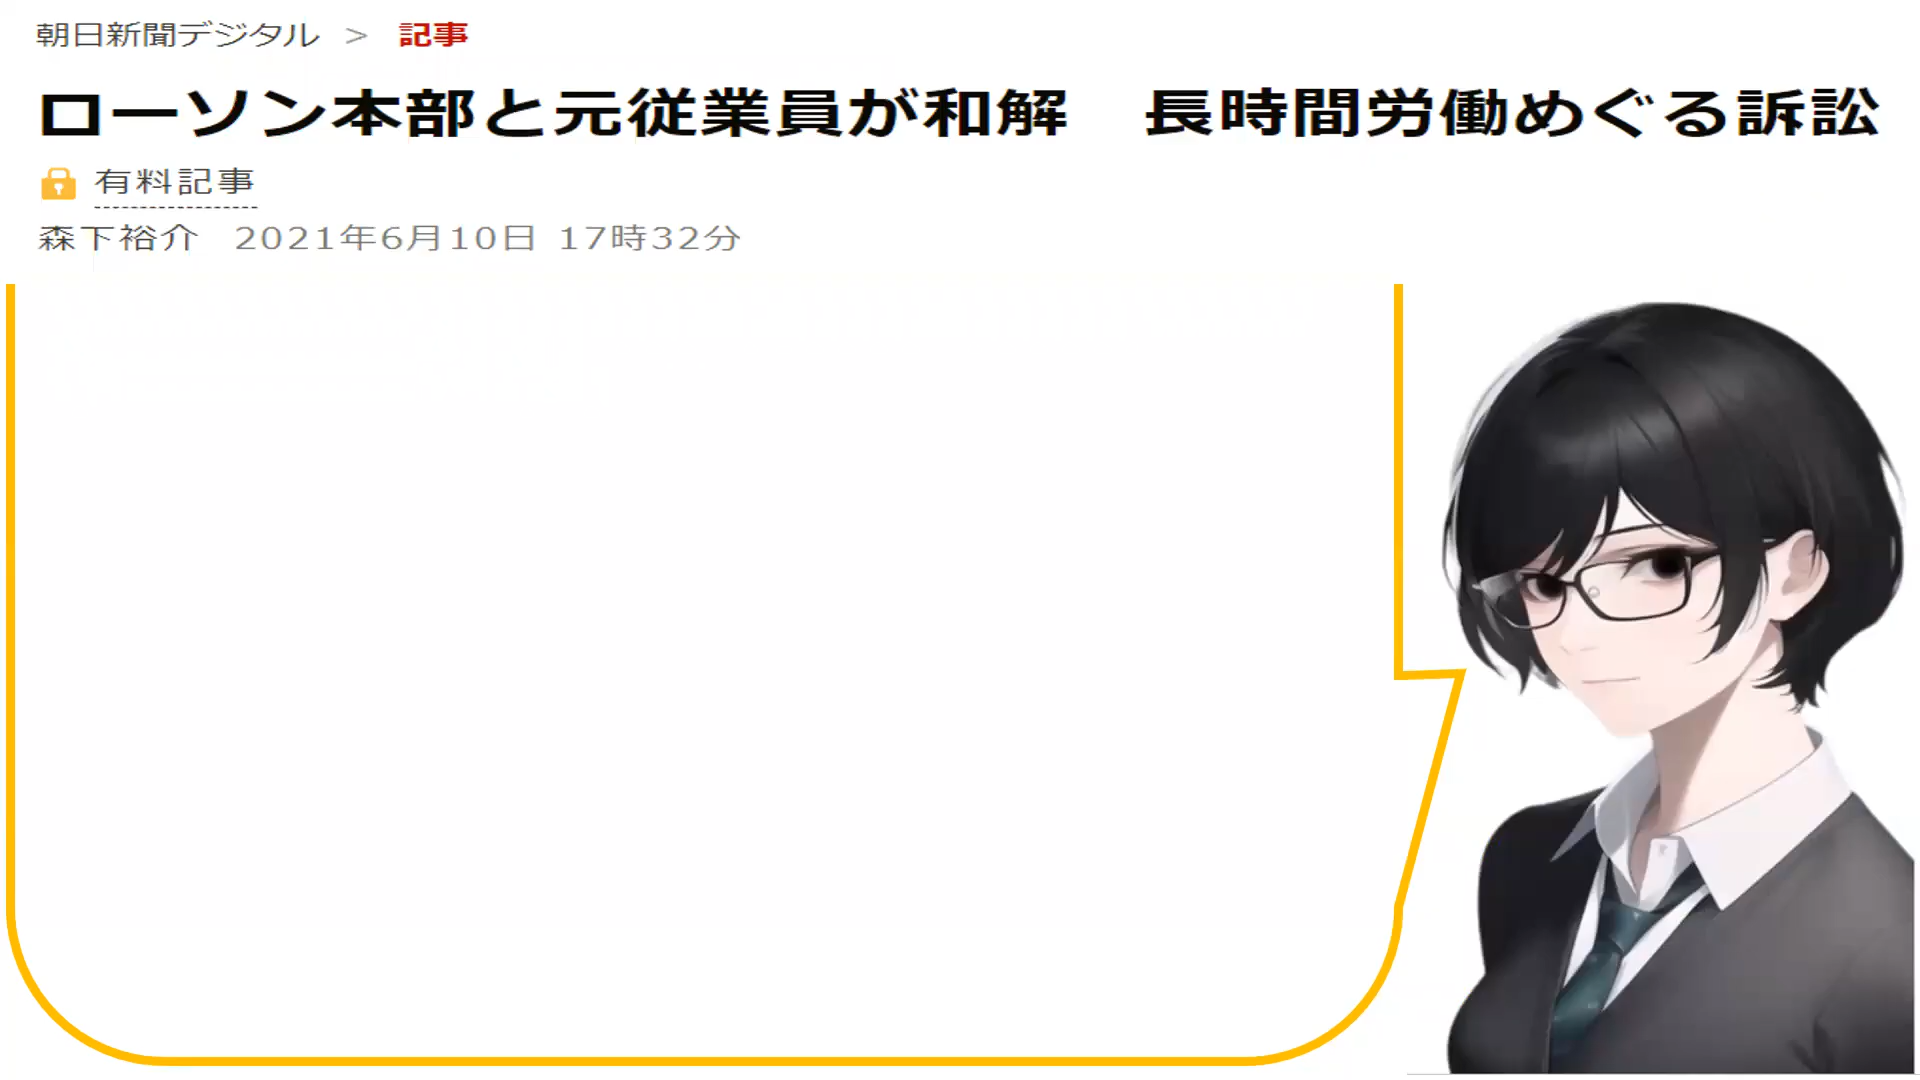 朝日新聞デジタル > 記事
ローソン本部と元従業員が和解　長時間労働めぐる訴訟
有料記事
森下裕介 2021年6月10日 17時32分